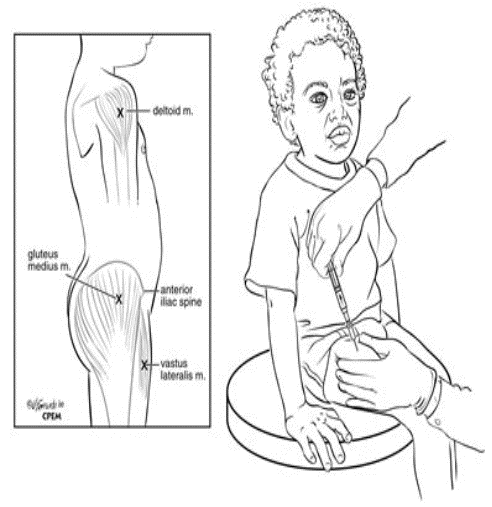 deltoid m.
gluteus
medius m.
anterior
iliac spine
vastus
lateralis m.
CPEM